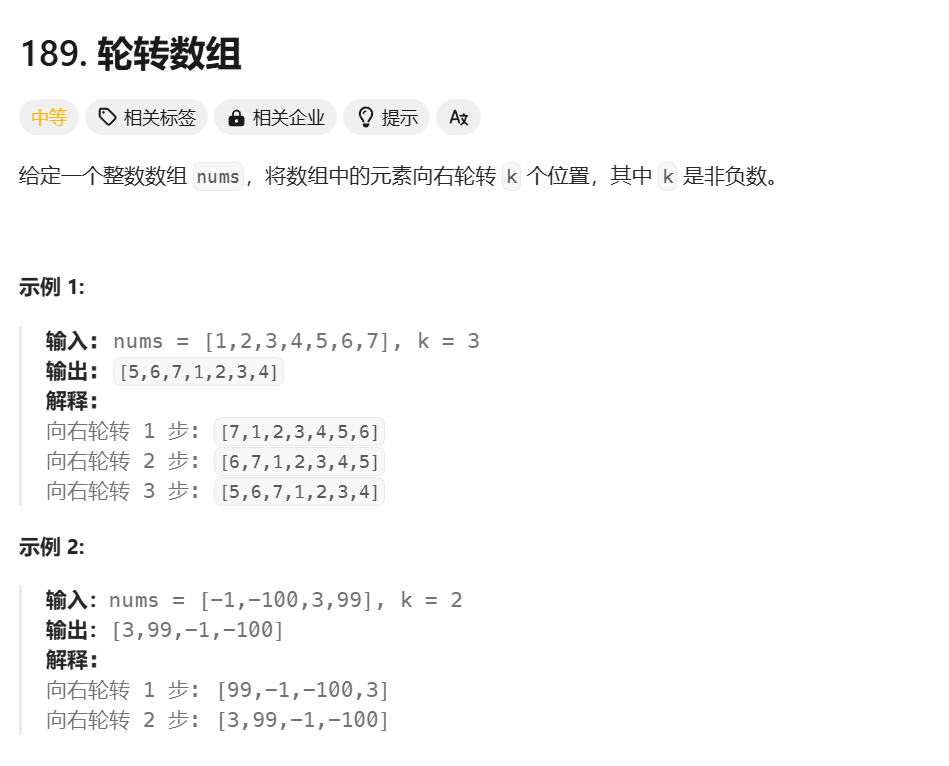 189. 轮转数组
中等 相关标签 相关企业 提示 Aあ
给定一个整数数组 nums，将数组中的元素向右轮转 k 个位置，其中 k 是非负数。
示例 1:
输入: nums = [1,2,3,4,5,6,7], k = 3
输出: [5,6,7,1,2,3,4]
解释:
向右轮转 1 步: [7,1,2,3,4,5,6]
向右轮转 2 步: [6,7,1,2,3,4,5]
向右轮转 3 步: [5,6,7,1,2,3,4]
示例 2:
输入：nums = [-1,-100,3,99], k = 2
输出：[3,99,-1,-100]
解释:
向右轮转 1 步: [99,-1,-100,3]
向右轮转 2 步: [3,99,-1,-100]